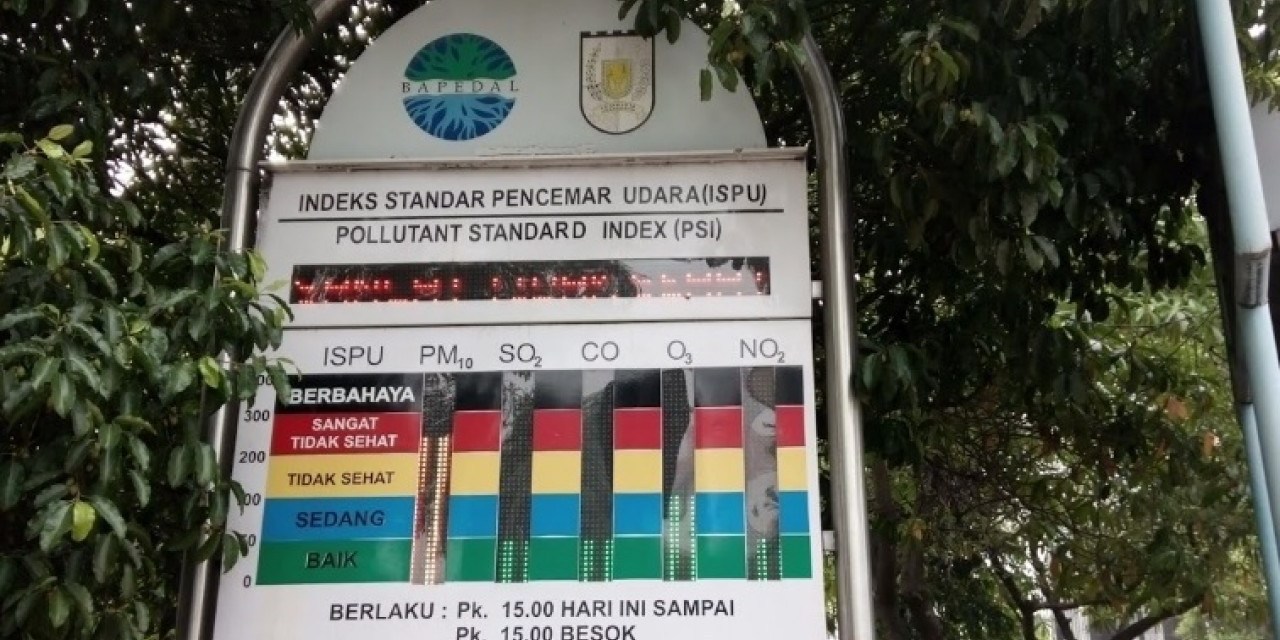 BAPEDAL
INDEKS STANDAR PENCEMAR UDARA(ISPU)
POLLUTANT STANDARD INDEX (PSI)
ISPU PM10 SO2 CO O3 NO2
BERBAHAYA
300
SANGAT
TIDAK SEHAT
200
TIDAK SEHAT
SEDANG
BAIK
0
BERLAKU : Pk. 15.00 HARI INI SAMPAI
Pk. 15.00 BESOK